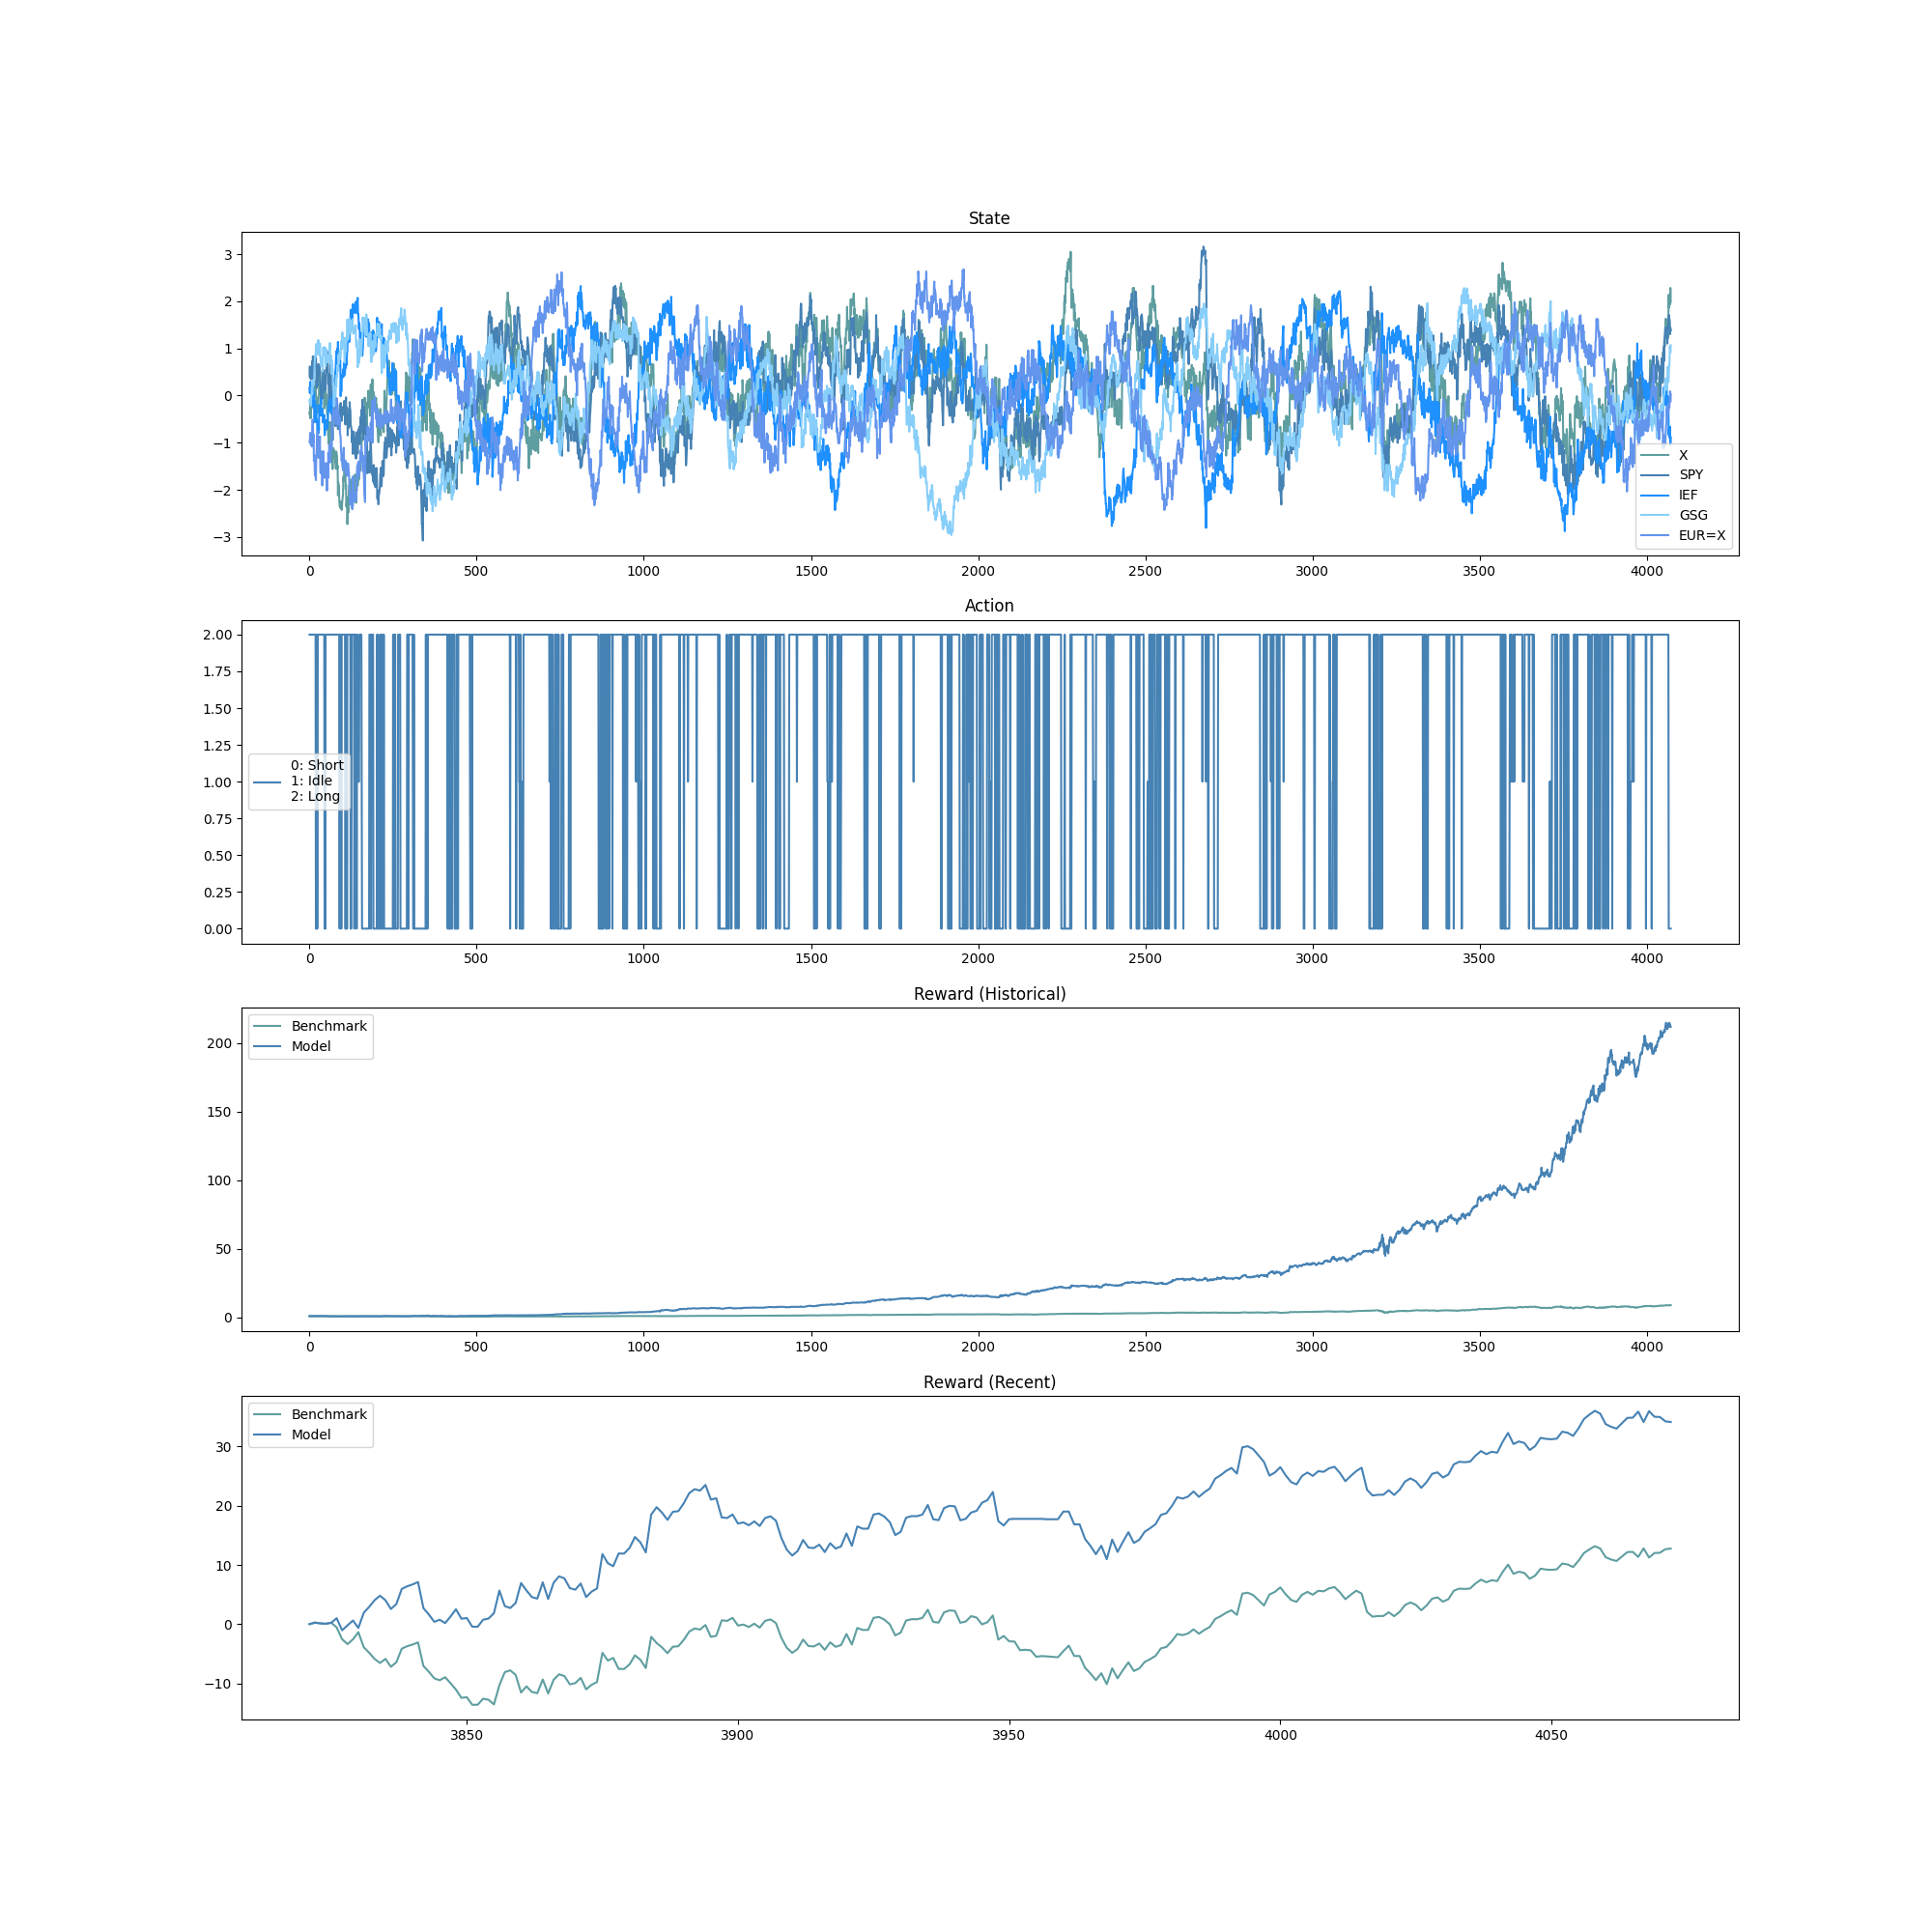 State
3
2
1
0
−1
−2
−3
X
SPY
IEF
GSG
EUR=X
0 500 1000 1500 2000 2500 3000 3500 4000
Action
2.00
1.75
1.50
1.25
1.00
0.75
0.50
0.25
0.00
0: Short
1: Idle
2: Long
0 500 1000 1500 2000 2500 3000 3500 4000
Reward (Historical)
Benchmark
Model
200
150
100
50
0
0 500 1000 1500 2000 2500 3000 3500 4000
Reward (Recent)
Benchmark
Model
30
20
10
0
−10
3850 3900 3950 4000 4050